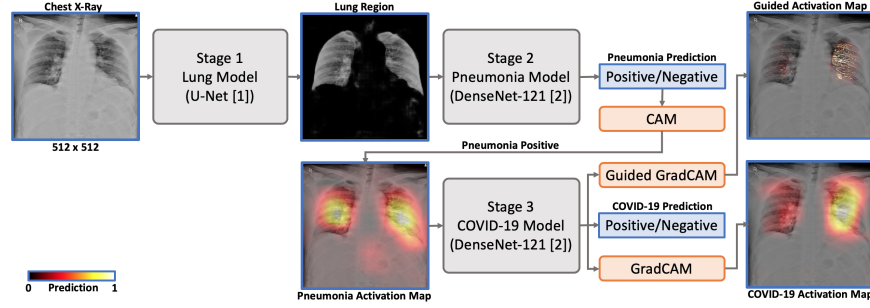 Chest X-Ray
512 x 512
Stage 1
Lung Model
(U-Net [1])
Lung Region
Stage 2
Pneumonia Model
(DenseNet-121 [2])
Pneumonia Prediction
Positive/Negative
CAM
Guided Activation Map
Pneumonia Positive
Pneumonia Activation Map
Stage 3
COVID-19 Model
(DenseNet-121 [2])
Guided GradCAM
COVID-19 Prediction
Positive/Negative
GradCAM
COVID-19 Activation Map
0 Prediction 1